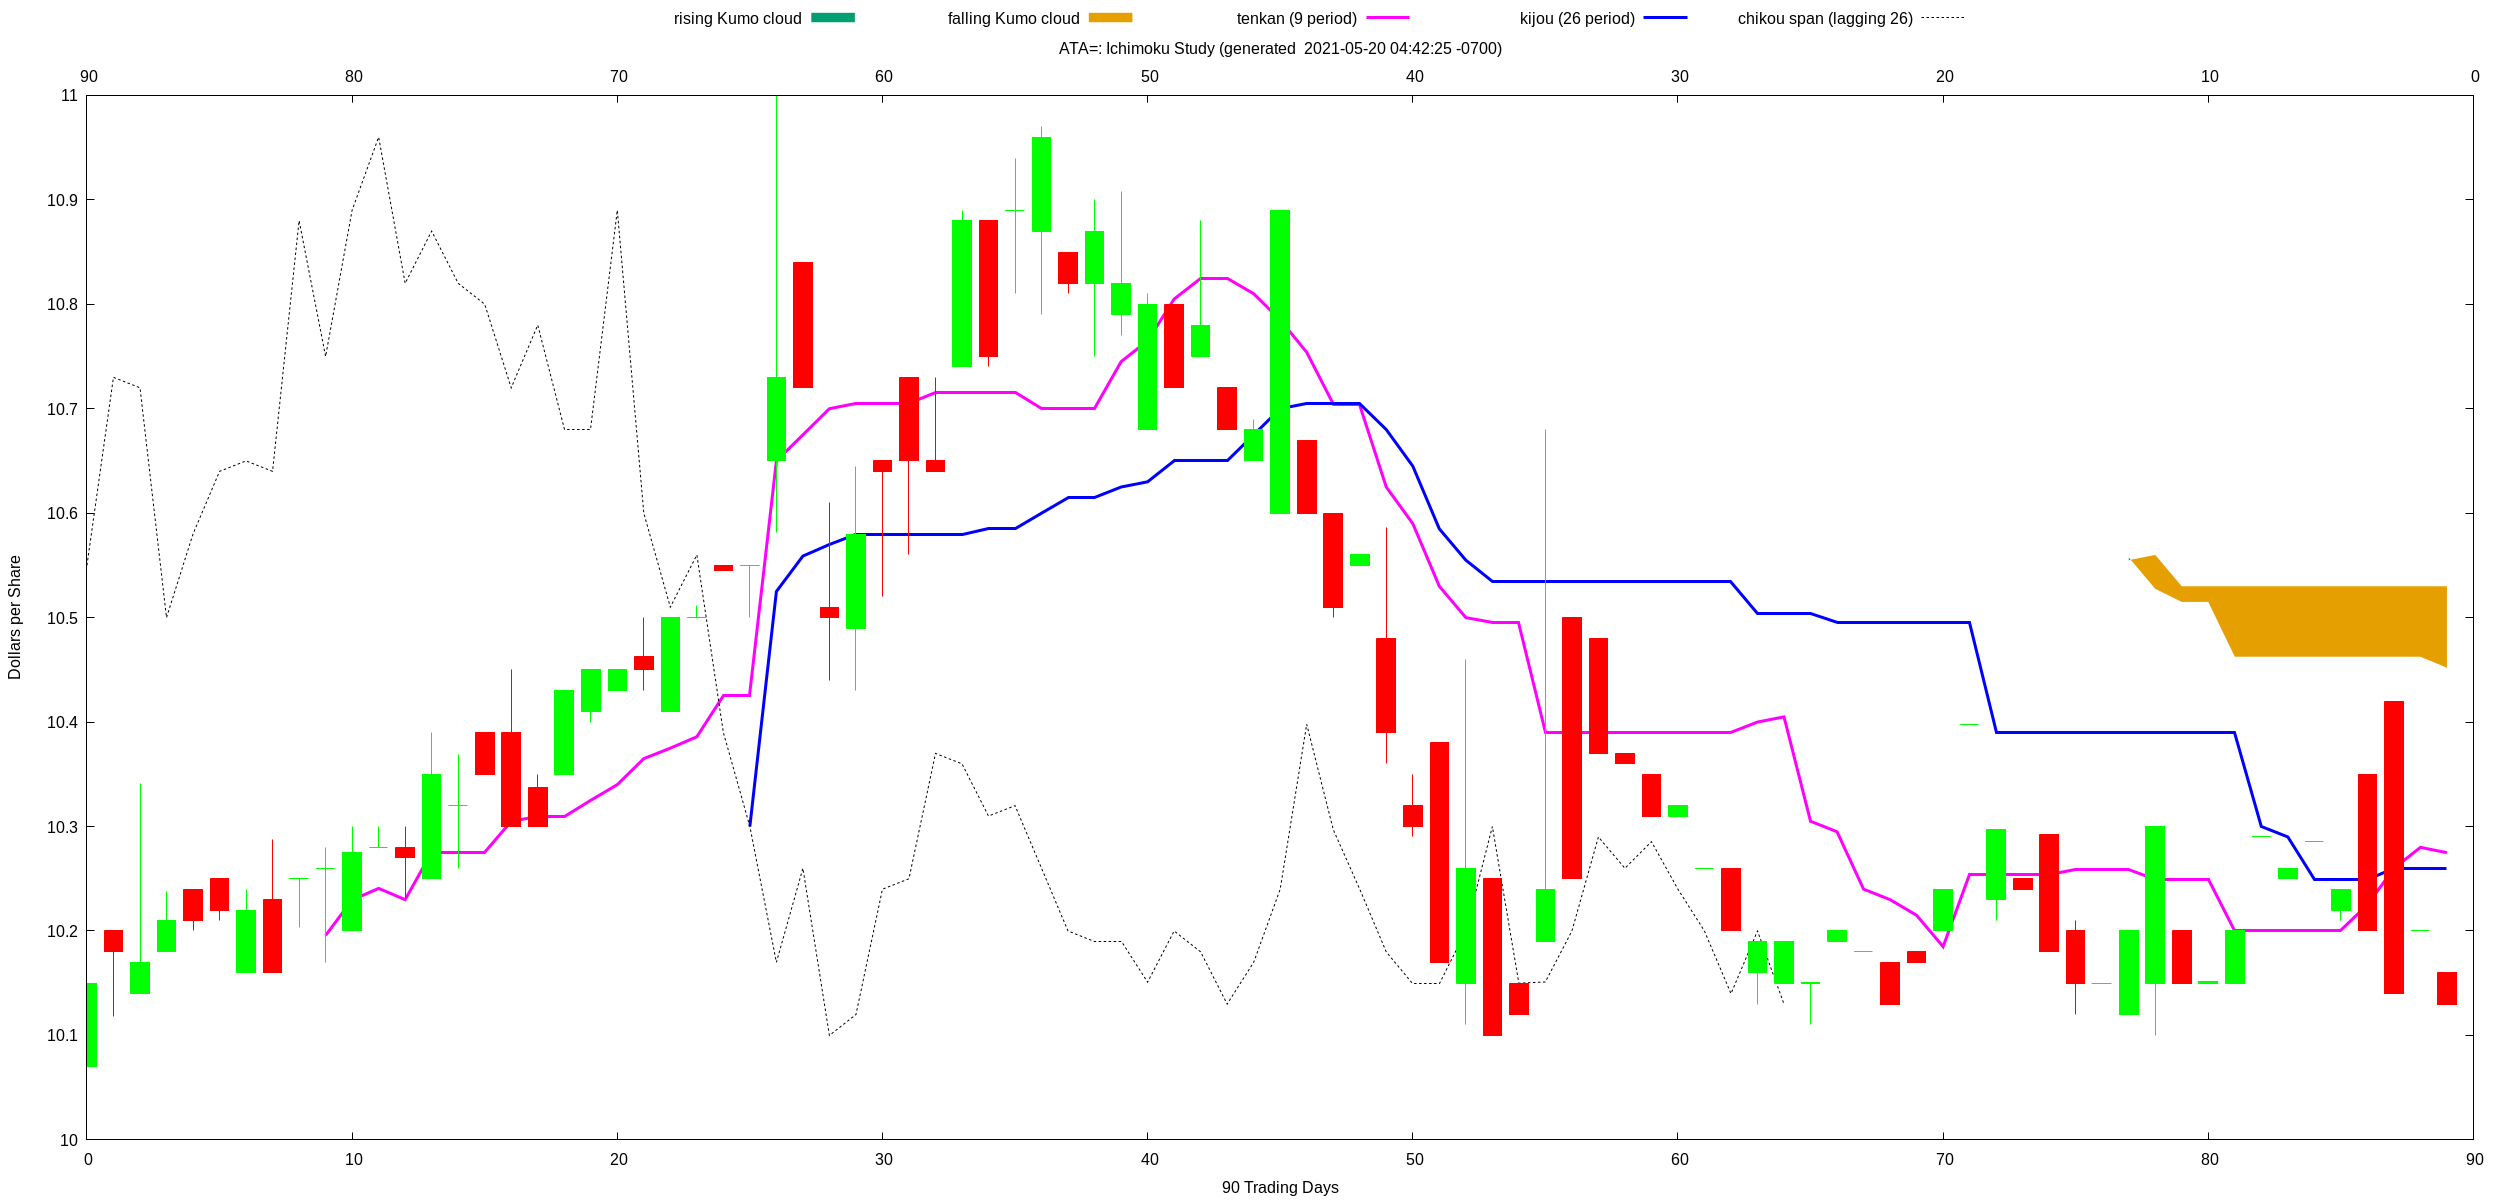 rising Kumo cloud falling Kumo cloud tenkan (9 period) kijou (26 period) chikou span (lagging 26)
ATA=: Ichimoku Study (generated  2021-05-20 04:42:25 -0700)
90 80 70 60 50 40 30 20 10 0
11
10.9
10.8
10.7
10.6
10.5
10.4
10.3
10.2
10.1
10
Dollars per Share
0 10 20 30 40 50 60 70 80 90
90 Trading Days